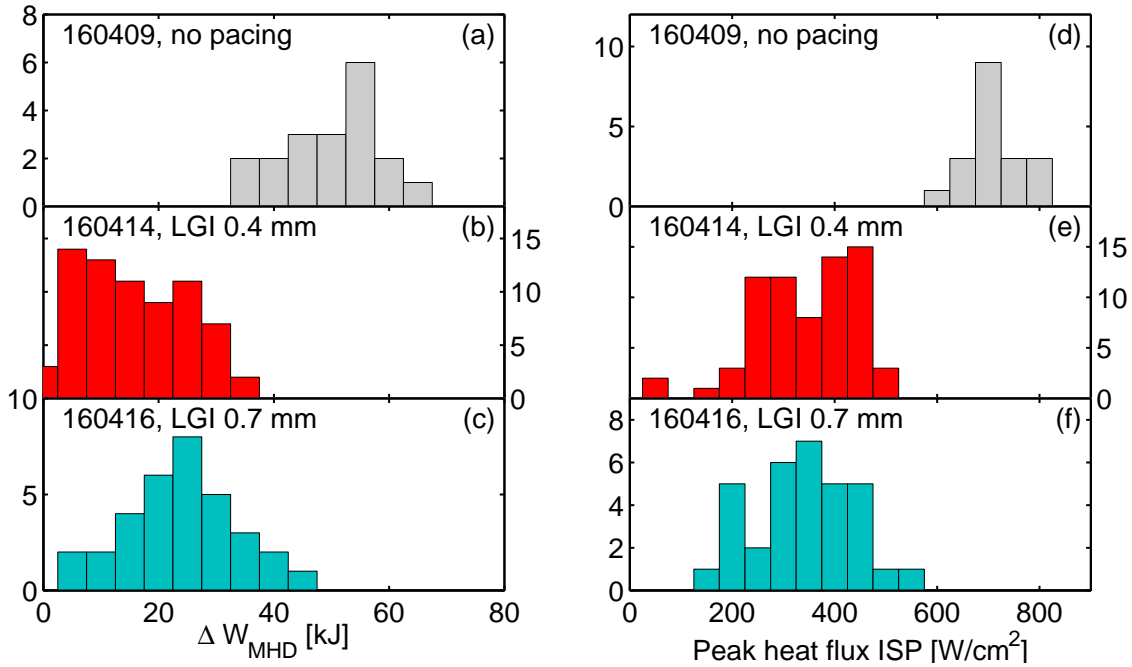 8
6
4
2
0
160409, no pacing (a)
160414, LGI 0.4 mm (b)
15
10
5
0
10
5
0
160416, LGI 0.7 mm (c)
0 20 40 60 80
Δ W_MHD [kJ]
10
5
0
160409, no pacing (d)
160414, LGI 0.4 mm (e)
15
10
5
0
8
6
4
2
0
160416, LGI 0.7 mm (f)
0 200 400 600 800
Peak heat flux ISP [W/cm²]